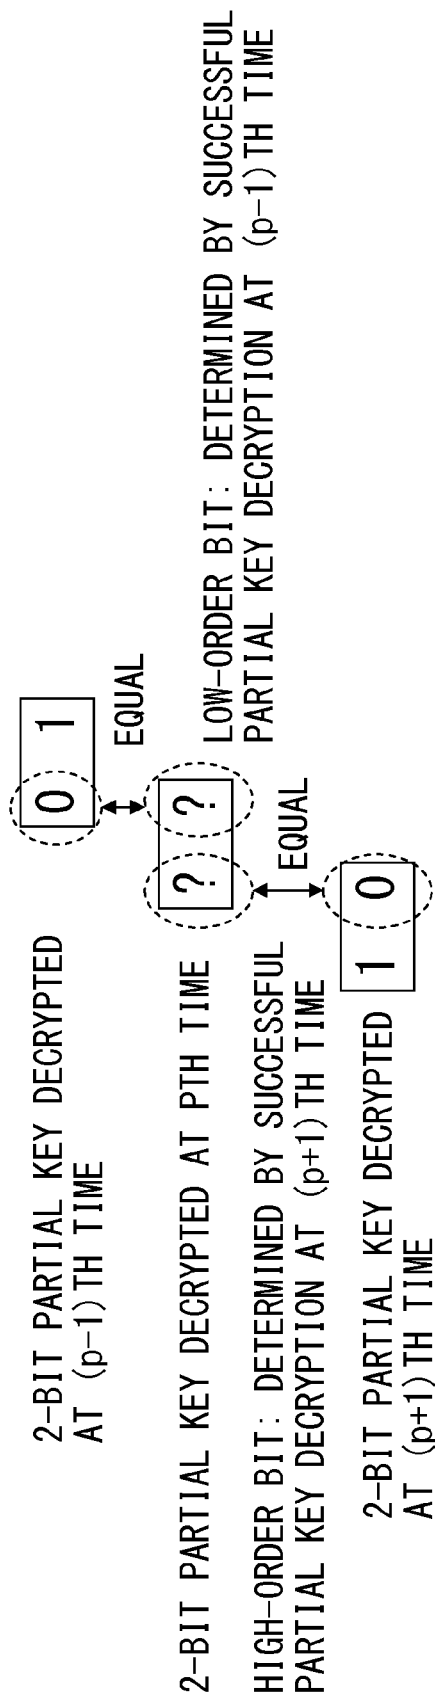 2-BIT PARTIAL KEY DECRYPTED
AT (p-1)TH TIME
0 1
EQUAL
2-BIT PARTIAL KEY DECRYPTED AT PTH TIME
? ?
LOW-ORDER BIT: DETERMINED BY SUCCESSFUL
PARTIAL KEY DECRYPTION AT (p-1)TH TIME
HIGH-ORDER BIT: DETERMINED BY SUCCESSFUL
PARTIAL KEY DECRYPTION AT (p+1)TH TIME
EQUAL
2-BIT PARTIAL KEY DECRYPTED
AT (p+1)TH TIME
1 0